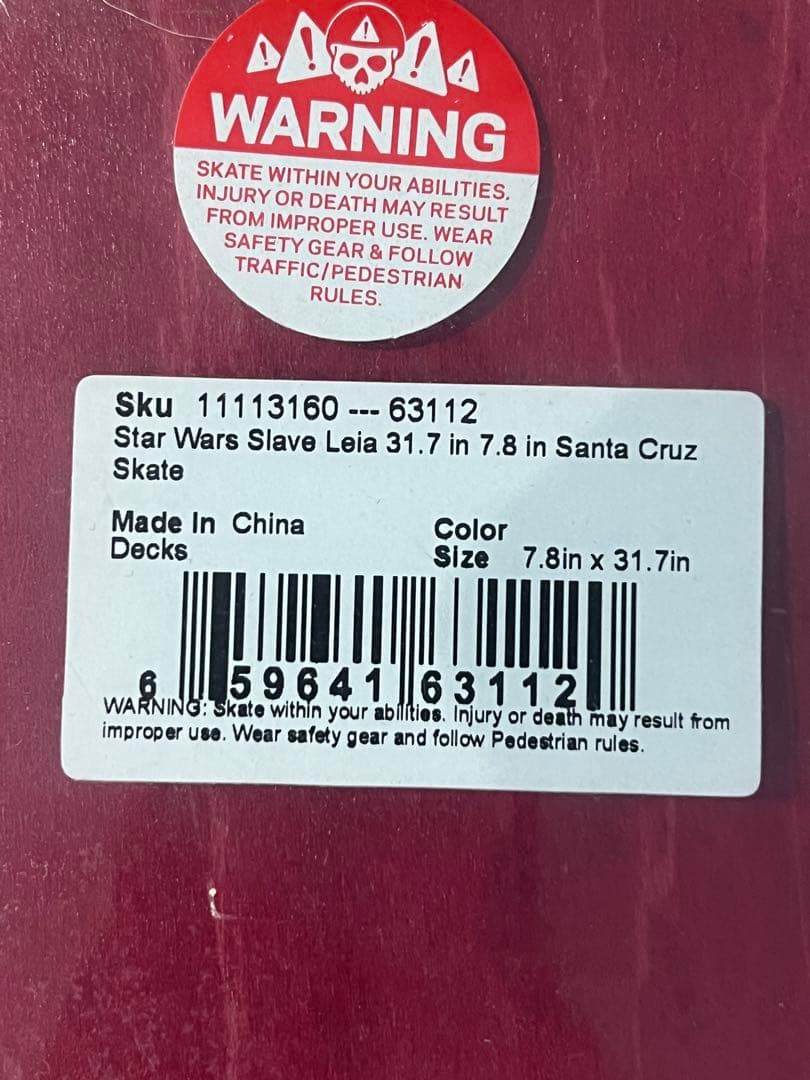 WARNING
SKATE WITHIN YOUR ABILITIES.
INJURY OR DEATH MAY RESULT
FROM IMPROPER USE. WEAR
SAFETY GEAR & FOLLOW
TRAFFIC/PEDESTRIAN
RULES.
Sku 11113160 --- 63112
Star Wars Slave Leia 31.7 in 7.8 in Santa Cruz
Skate
Made In China
Color
Decks
Size 7.8in x 31.7in
6 59641 63112
WARNING: Skate within your abilities. Injury or death may result from
improper use. Wear safety gear and follow Pedestrian rules.